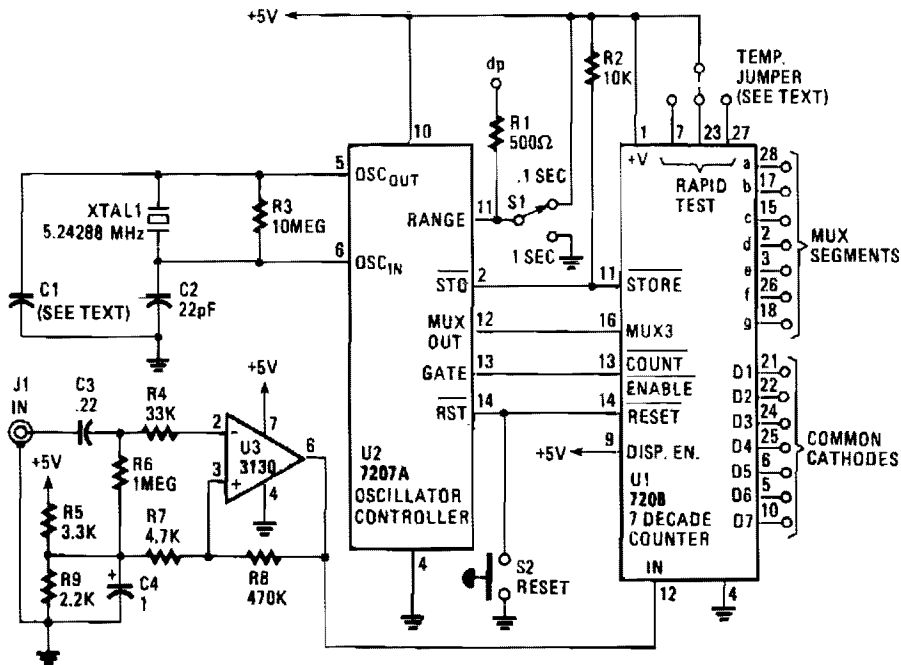 +5V
R2
10K
TEMP.
JUMPER
(SEE TEXT)
dp
10
R1
500Ω
1
7
23
27
+V
RAPID
TEST
a 28
b 17
c 15
d 2
e 3
f 26
g 18
MUX
SEGMENTS
5
OSC OUT
XTAL1
5.24288 MHz
R3
10MEG
.1 SEC
RANGE
11
S1
1 SEC
6
OSC IN
C1
(SEE TEXT)
C2
22pF
STO
2
11
STORE
MUX
OUT
12
16
MUX3
GATE
13
13
COUNT
ENABLE
RST
14
14
RESET
D1 21
D2 22
D3 24
D4 25
D5 6
D6 5
D7 10
COMMON
CATHODES
+5V
9
DISP. EN.
J1
IN
C3
.22
R4
33K
+5V
2
-
7
U3
3130
6
3
+
4
U2
7207A
OSCILLATOR
CONTROLLER
U1
7208
7 DECADE
COUNTER
+5V
R6
1MEG
R5
3.3K
R7
4.7K
R8
470K
R9
2.2K
+
C4
1
4
S2
RESET
IN
12
4